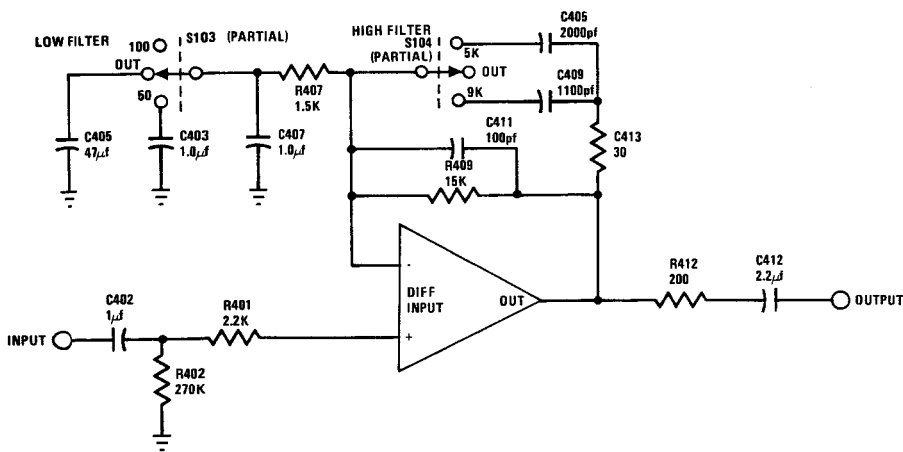 LOW FILTER
100
OUT
50
S103 (PARTIAL)
HIGH FILTER
S104
(PARTIAL)
5K
OUT
9K
C405
2000pf
C409
1100pf
R407
1.5K
C405
47μf
C403
1.0μf
C407
1.0μf
C411
100pf
R409
15K
C413
30
-
DIFF
INPUT
+
OUT
R412
200
C412
2.2μf
OUTPUT
C402
1μf
R401
2.2K
INPUT
R402
270K